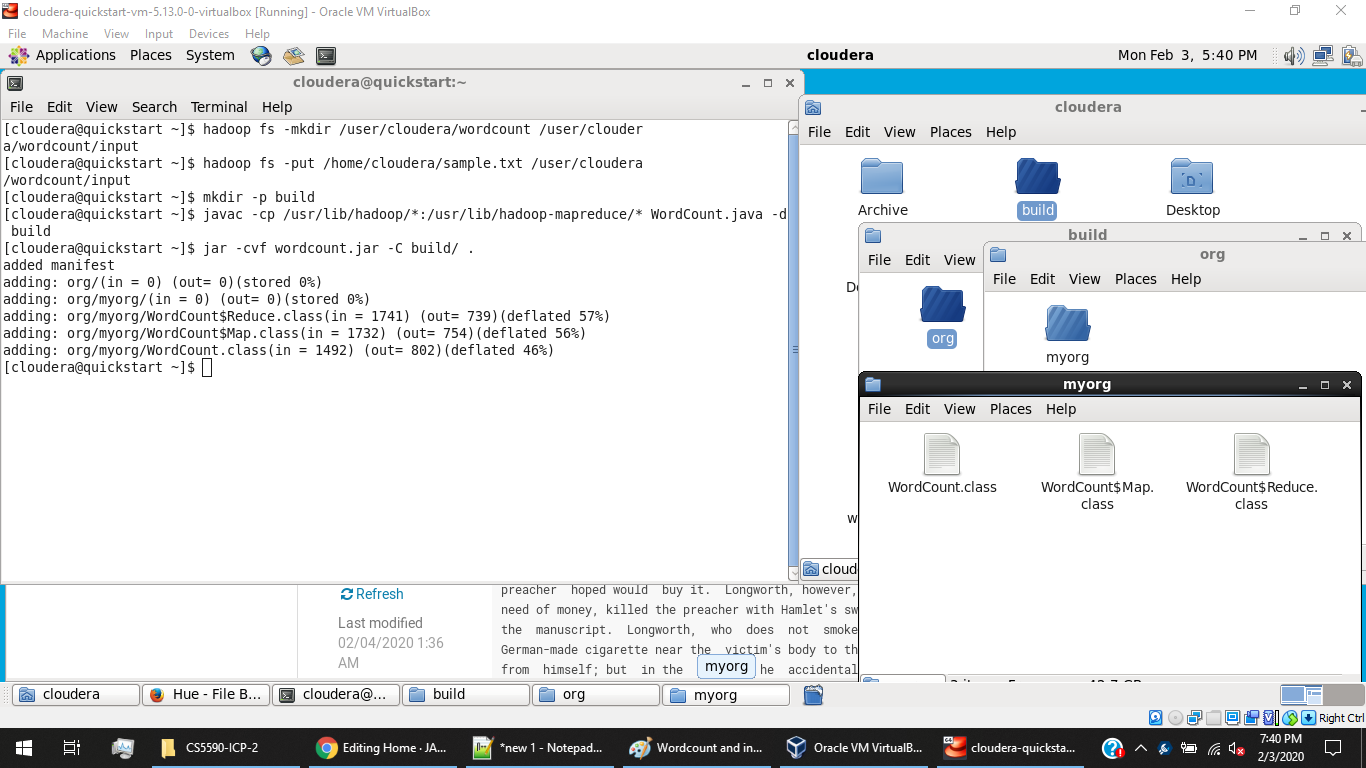 cloudera-quickstart-vm-5.13.0-0-virtualbox [Running] - Oracle VM VirtualBox
File Machine View Input Devices Help
Applications Places System cloudera Mon Feb 3, 5:40 PM
cloudera@quickstart:~
File Edit View Search Terminal Help
[cloudera@quickstart ~]$ hadoop fs -mkdir /user/cloudera/wordcount /user/clouder
a/wordcount/input
[cloudera@quickstart ~]$ hadoop fs -put /home/cloudera/sample.txt /user/cloudera
/wordcount/input
[cloudera@quickstart ~]$ mkdir -p build
[cloudera@quickstart ~]$ javac -cp /usr/lib/hadoop/*:/usr/lib/hadoop-mapreduce/* WordCount.java -d
build
[cloudera@quickstart ~]$ jar -cvf wordcount.jar -C build/ .
added manifest
adding: org/(in = 0) (out= 0)(stored 0%)
adding: org/myorg/(in = 0) (out= 0)(stored 0%)
adding: org/myorg/WordCount$Reduce.class(in = 1741) (out= 739)(deflated 57%)
adding: org/myorg/WordCount$Map.class(in = 1732) (out= 754)(deflated 56%)
adding: org/myorg/WordCount.class(in = 1492) (out= 802)(deflated 46%)
[cloudera@quickstart ~]$
cloudera
File Edit View Places Help
Archive build Desktop
build
File Edit View
org
org
File Edit View Places Help
myorg
myorg
File Edit View Places Help
WordCount.class WordCount$Map. WordCount$Reduce.
class class
Refresh
Last modified
02/04/2020 1:36
AM
preacher hoped would buy it. Longworth, however,
need of money, killed the preacher with Hamlet's sw
the manuscript. Longworth, who does not smoke
German-made cigarette near the victim's body to th
from himself; but in the he accidental
myorg
cloudera Hue - File B... cloudera@... build org myorg
Right Ctrl
CS5590-ICP-2 Editing Home · JA... *new 1 - Notepad... Wordcount and in... Oracle VM VirtualB... cloudera-quicksta...
7:40 PM
2/3/2020